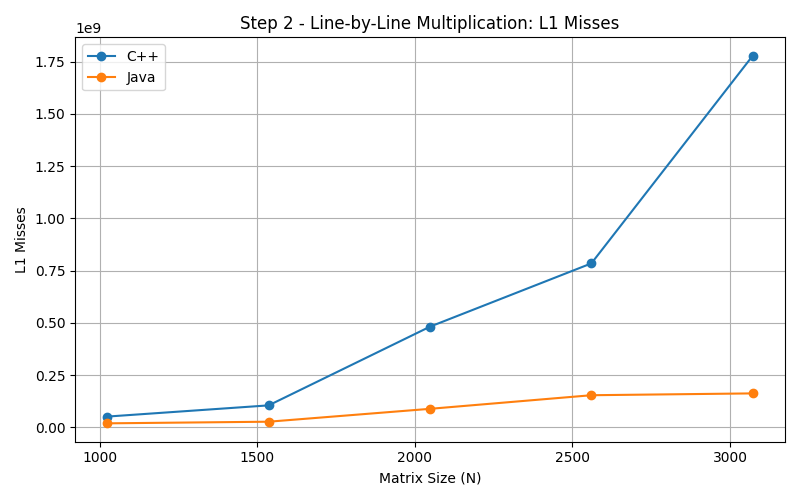 Step 2 - Line-by-Line Multiplication: L1 Misses
1e9
C++
Java
1.75
1.50
1.25
1.00
0.75
0.50
0.25
0.00
L1 Misses
1000 1500 2000 2500 3000
Matrix Size (N)